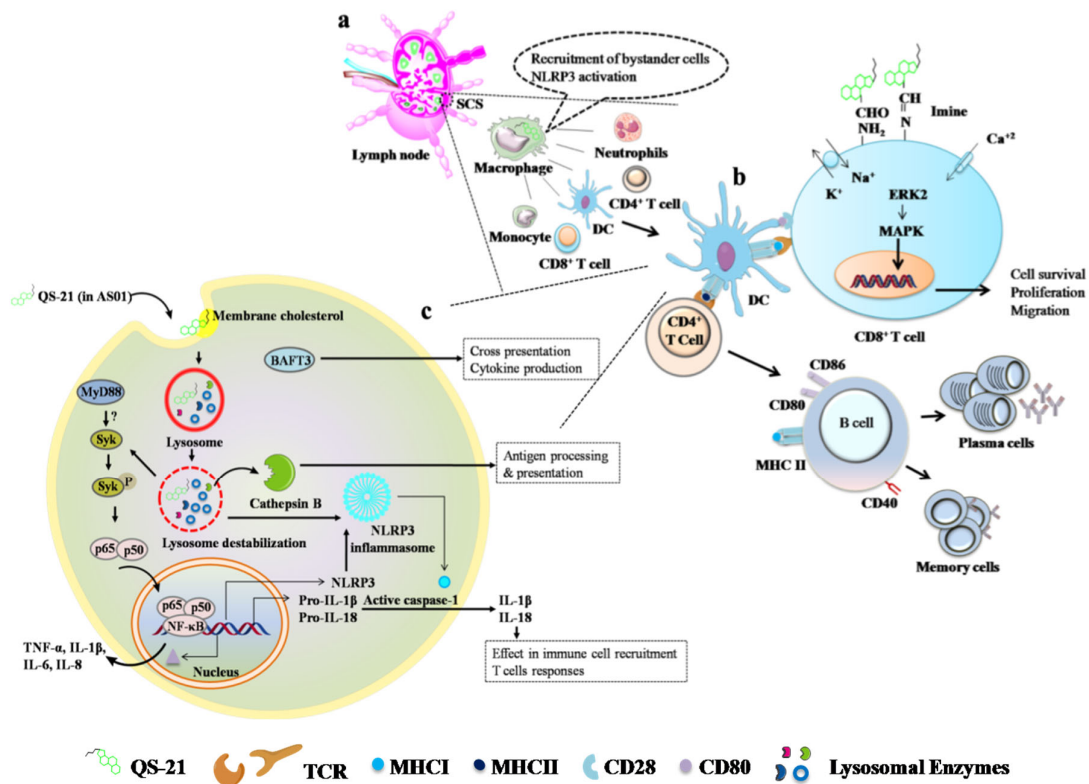 a
Recruitment of bystander cells
NLRP3 activation
SCS
Lymph node
Macrophage
Neutrophils
CD4⁺ T cell
Monocyte
DC
CD8⁺ T cell
b
CHO
NH₂
CH
N
Imine
Ca⁺²
Na⁺
K⁺
ERK2
MAPK
Cell survival
Proliferation
Migration
CD8⁺ T cell
DC
CD4⁺
T Cell
CD86
CD80
B cell
MHC II
CD40
Plasma cells
Memory cells
c
QS-21 (in AS01)
Membrane cholesterol
BAFT3
Cross presentation
Cytokine production
MyD88
?
Syk
Lysosome
Syk
P
Cathepsin B
Antigen processing
& presentation
Lysosome destabilization
NLRP3
inflammasome
p65
p50
NLRP3
p65
p50
NF-κB
Pro-IL-1β
Pro-IL-18
Active caspase-1
IL-1β
IL-18
TNF-α, IL-1β,
IL-6, IL-8
Nucleus
Effect in immune cell recruitment
T cells responses
QS-21
TCR
MHCI
MHCII
CD28
CD80
Lysosomal Enzymes